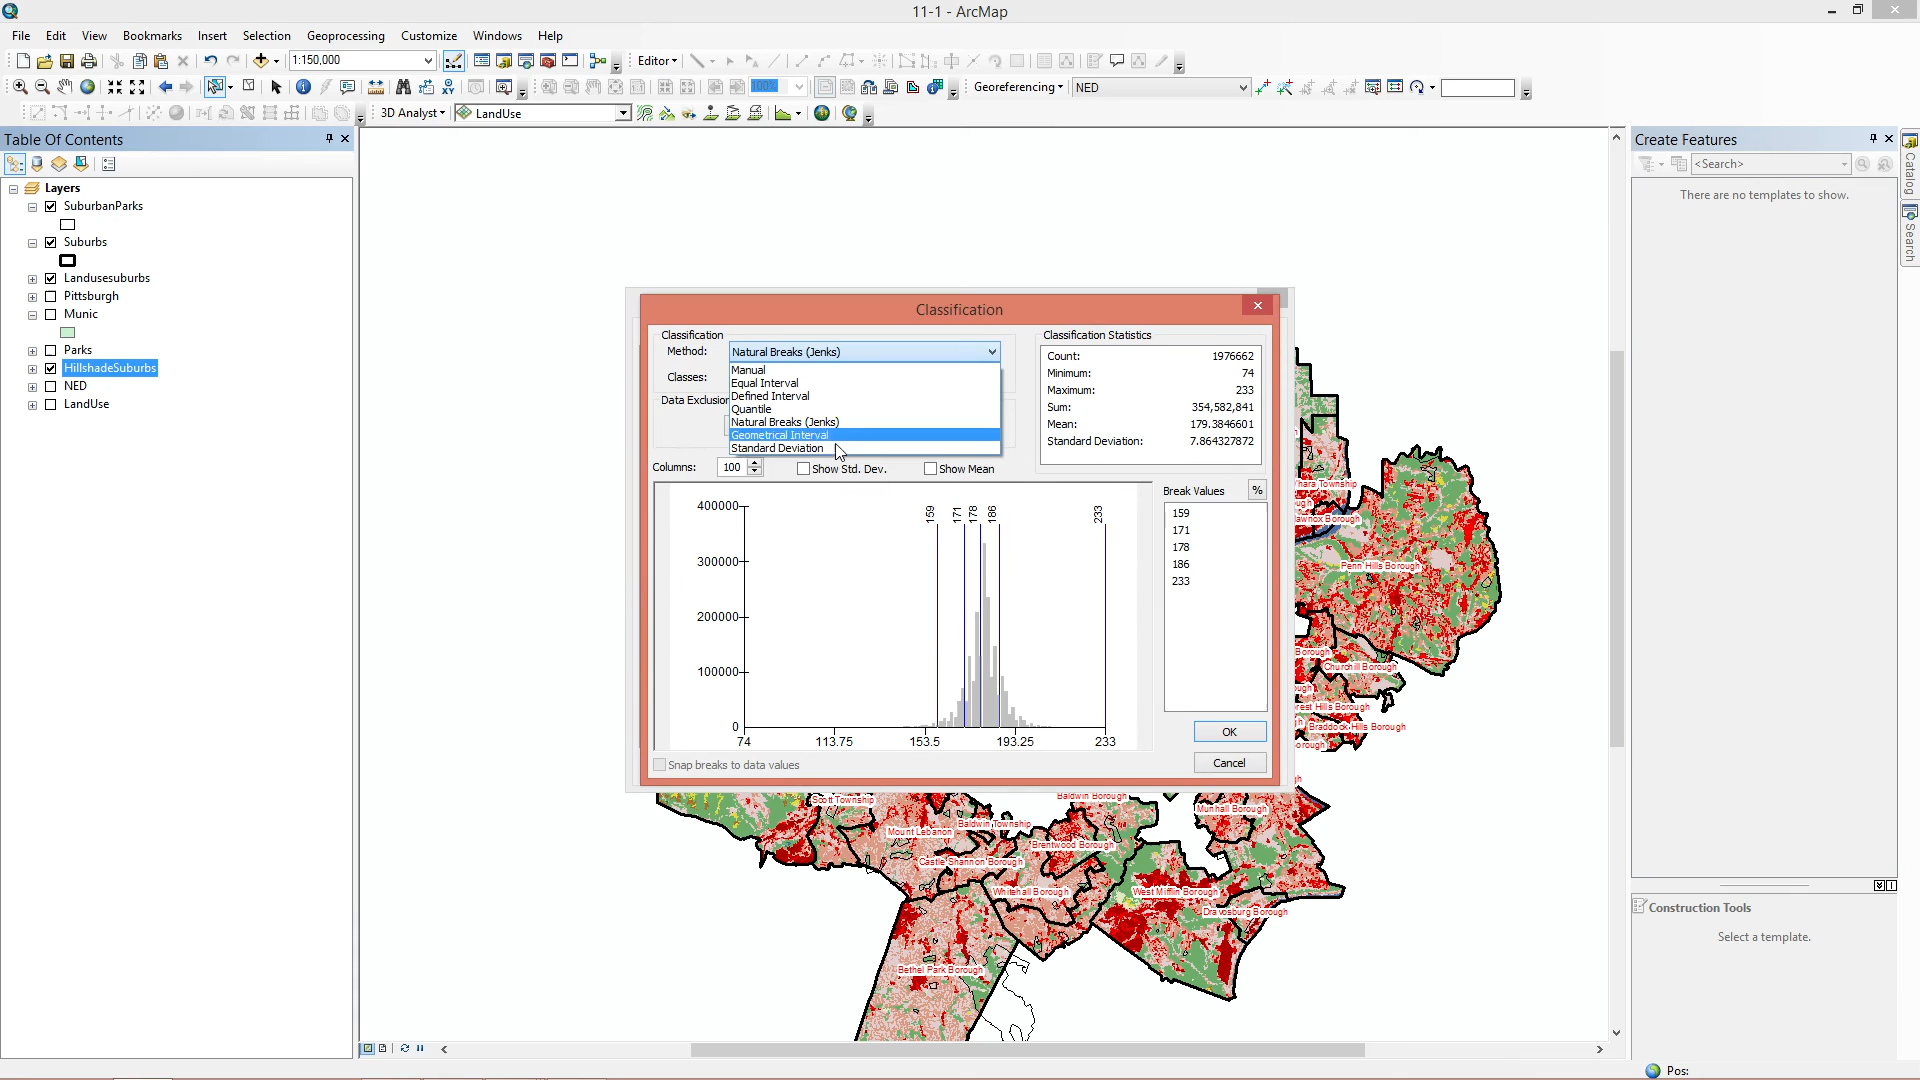 11-1 - ArcMap
File Edit View Bookmarks Insert Selection Geoprocessing Customize Windows Help
1:150,000
Editor
100%
Georeferencing
NED
3D Analyst
LandUse
Table Of Contents
Layers
SuburbanParks
Suburbs
Landusesuburbs
Pittsburgh
Munic
Parks
HillshadeSuburbs
NED
LandUse
Classification
Classification
Method:
Natural Breaks (Jenks)
Manual
Equal Interval
Defined Interval
Quantile
Natural Breaks (Jenks)
Geometrical Interval
Standard Deviation
Classes:
Data Exclusion
Columns:
100
Show Std. Dev.
Show Mean
Classification Statistics
Count: 1976662
Minimum: 74
Maximum: 233
Sum: 354,582,841
Mean: 179.3846601
Standard Deviation: 7.864327872
Break Values
%
159
171
178
186
233
400000
300000
200000
100000
0
159
171
178
186
233
74
113.75
153.5
193.25
233
Snap breaks to data values
OK
Cancel
Penn Hills Borough
Churchill Borough
Braddock Hills Borough
Scott Township
Mount Lebanon
Baldwin Township
Baldwin Borough
Brentwood Borough
Castle Shannon Borough
Whitehall Borough
Munhall Borough
West Mifflin Borough
Dravosburg Borough
Bethel Park Borough
Create Features
<Search>
There are no templates to show.
Construction Tools
Select a template.
Catalog
Search
Pos: